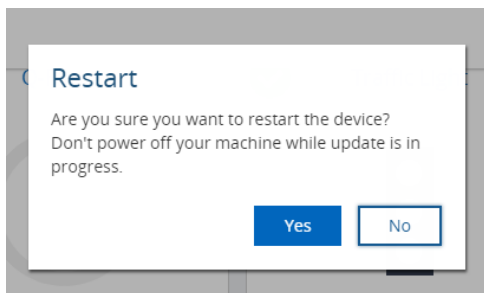 Restart
Are you sure you want to restart the device?
Don't power off your machine while update is in
progress.
Yes
No